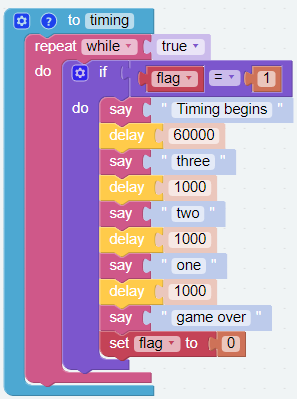 ? to timing
repeat while true
do if flag = 1
do say " Timing begins "
delay 60000
say " three "
delay 1000
say " two "
delay 1000
say " one "
delay 1000
say " game over "
set flag to 0